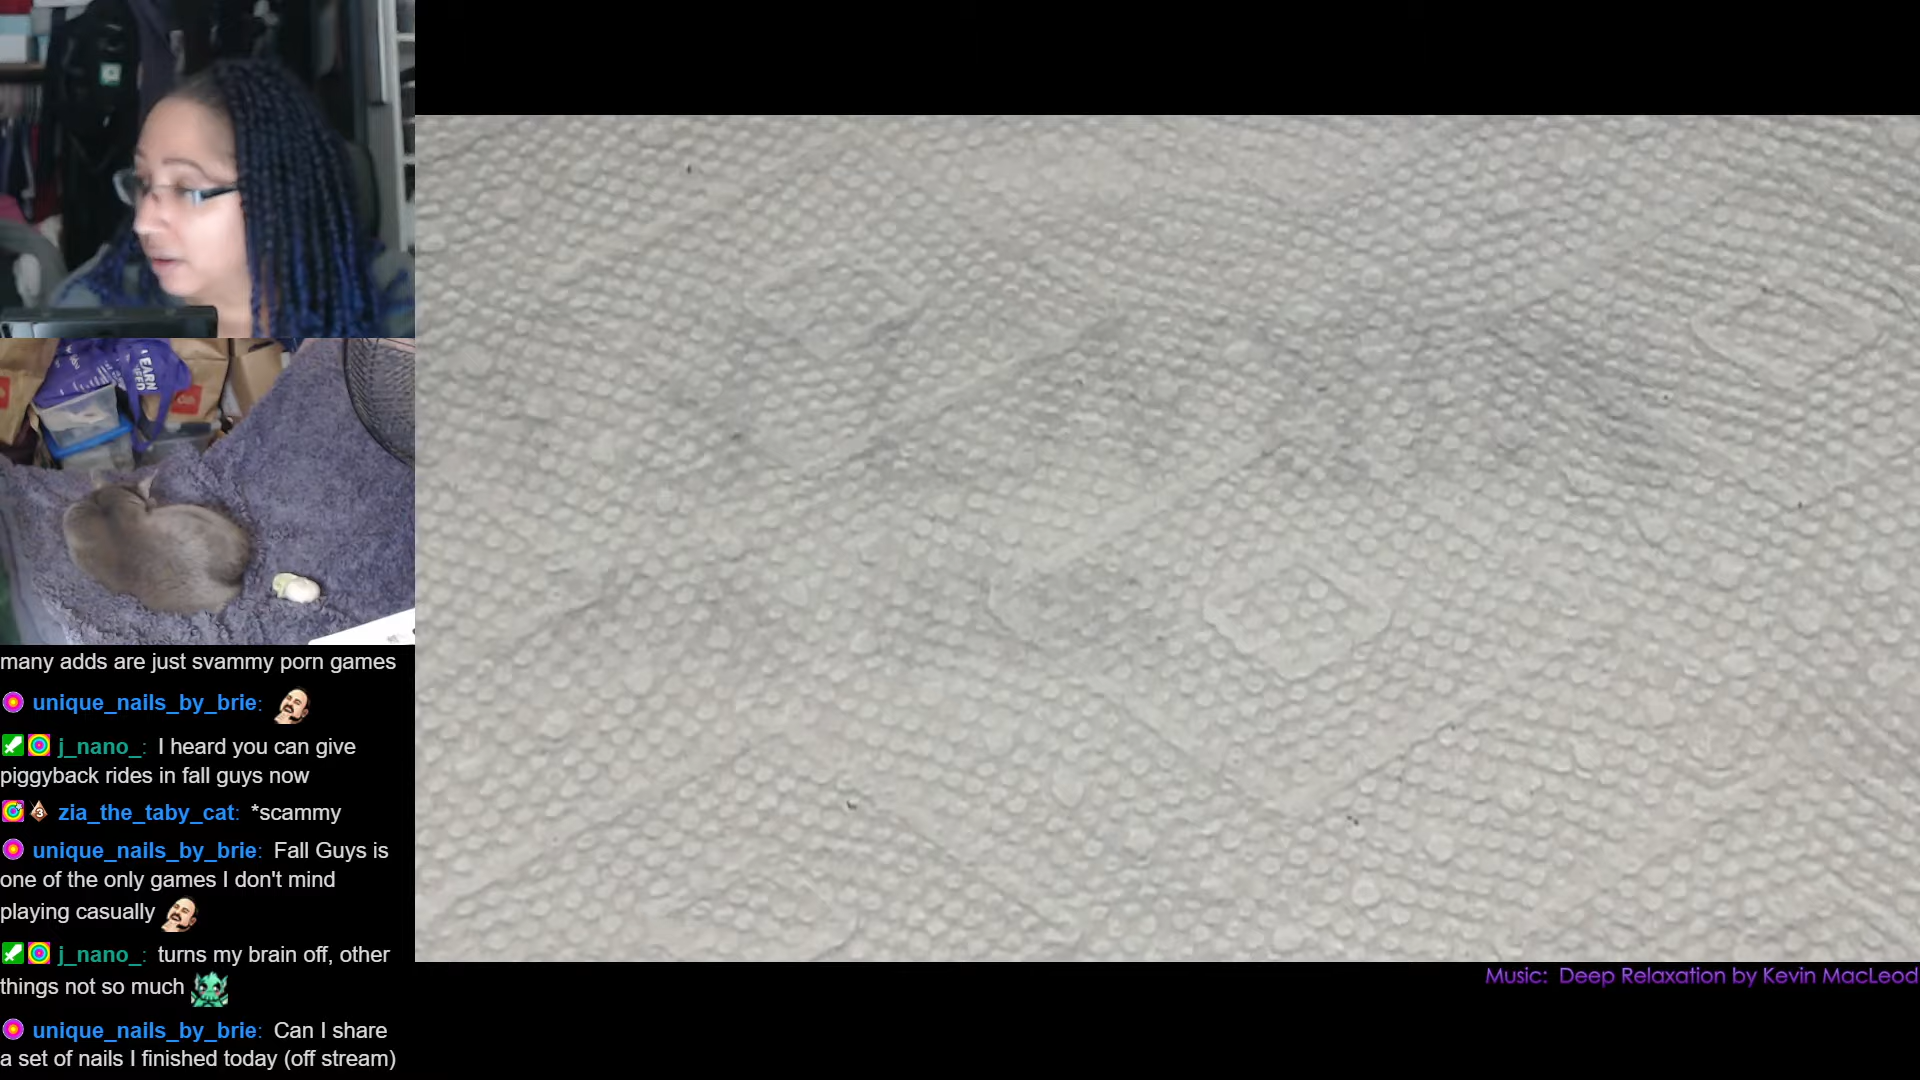 EARN
many adds are just svammy porn games
unique_nails_by_brie:
j_nano_: I heard you can give
piggyback rides in fall guys now
zia_the_taby_cat: *scammy
unique_nails_by_brie: Fall Guys is
one of the only games I don't mind
playing casually
j_nano_: turns my brain off, other
things not so much
unique_nails_by_brie: Can I share
a set of nails I finished today (off stream)
Music: Deep Relaxation by Kevin MacLeod